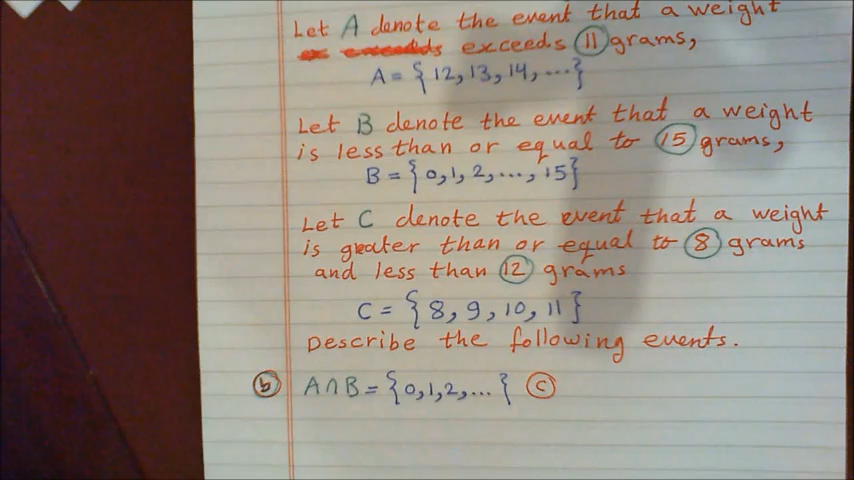 Let A denote the event that a weight
exceeds 11 grams,
A = { 12, 13, 14, ... }
Let B denote the event that a weight
is less than or equal to 15 grams,
B = { 0, 1, 2, ..., 15 }
Let C denote the event that a weight
is greater than or equal to 8 grams
and less than 12 grams
C = { 8, 9, 10, 11 }
Describe the following events.
b A∩B = { 0, 1, 2, ... } c